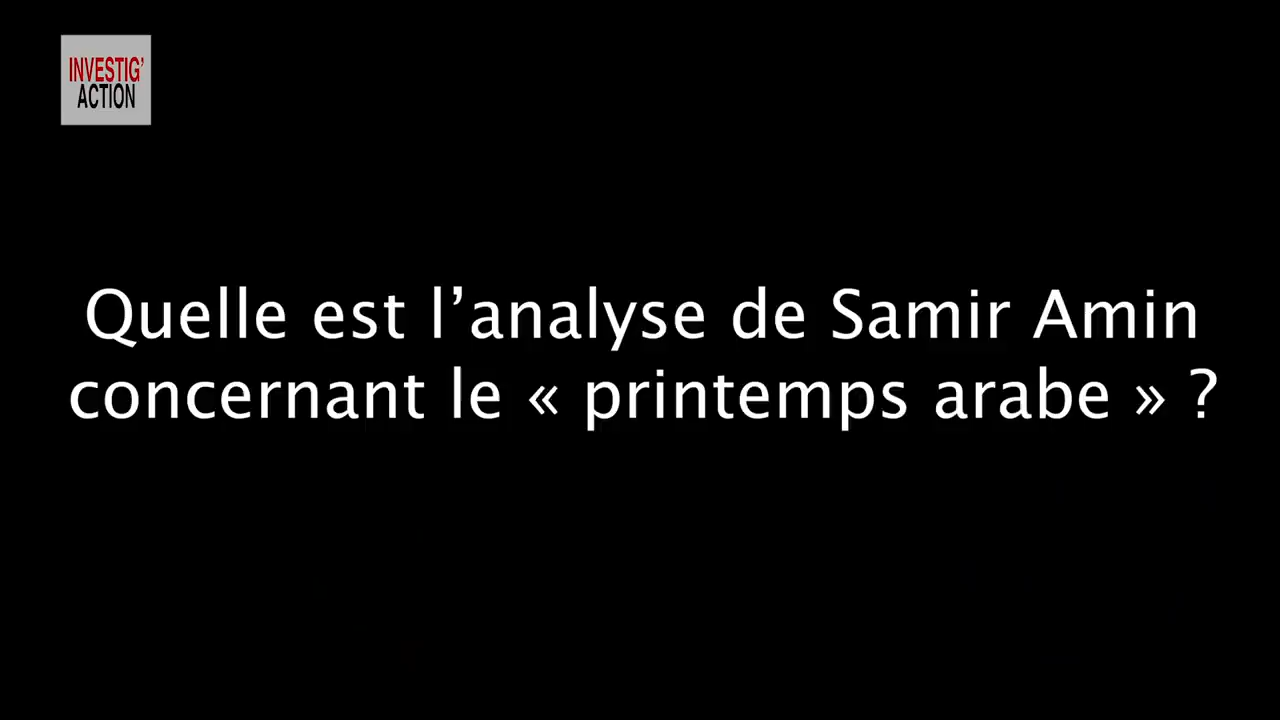 INVESTIG'
ACTION
Quelle est l’analyse de Samir Amin
concernant le « printemps arabe » ?